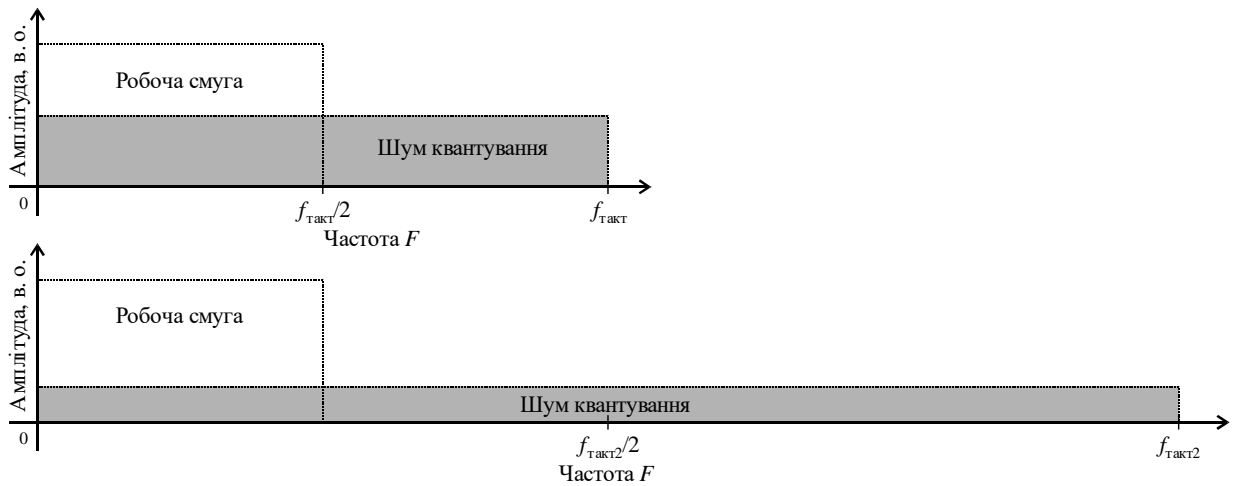 Амплітуда, в. о.
Робоча смуга
Шум квантування
0
fтакт/2
fтакт
Частота F
Амплітуда, в. о.
Робоча смуга
Шум квантування
0
fтакт2/2
fтакт2
Частота F